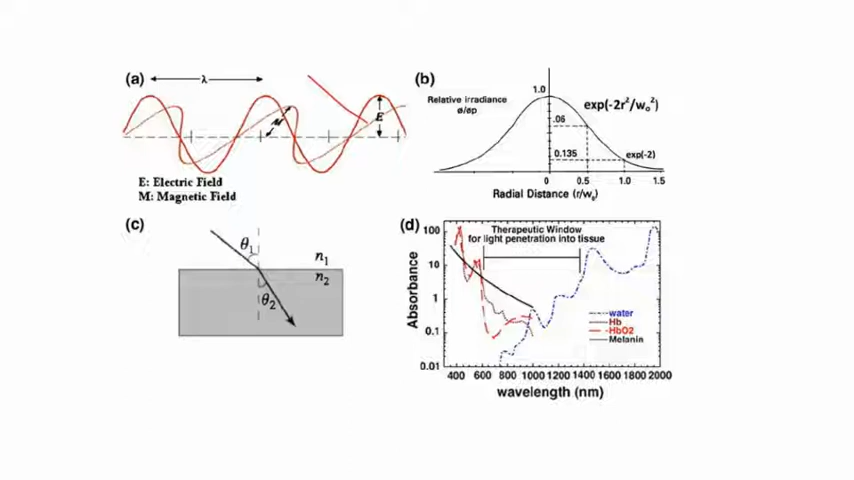 (a)
λ
M
E
E: Electric Field
M: Magnetic Field
(b)
Relative irradiance
ø/øp
1.0
exp(-2r²/w₀²)
.06
0.135
exp(-2)
0 0.5 1.0 1.5
Radial Distance (r/w₀)
(c)
θ₁
n₁
n₂
θ₂
(d)
Therapeutic Window
for light penetration into tissue
100
10
1
0.1
0.01
Absorbance
water
Hb
HbO2
Melanin
400 600 800 1000 1200 1400 1600 1800 2000
wavelength (nm)